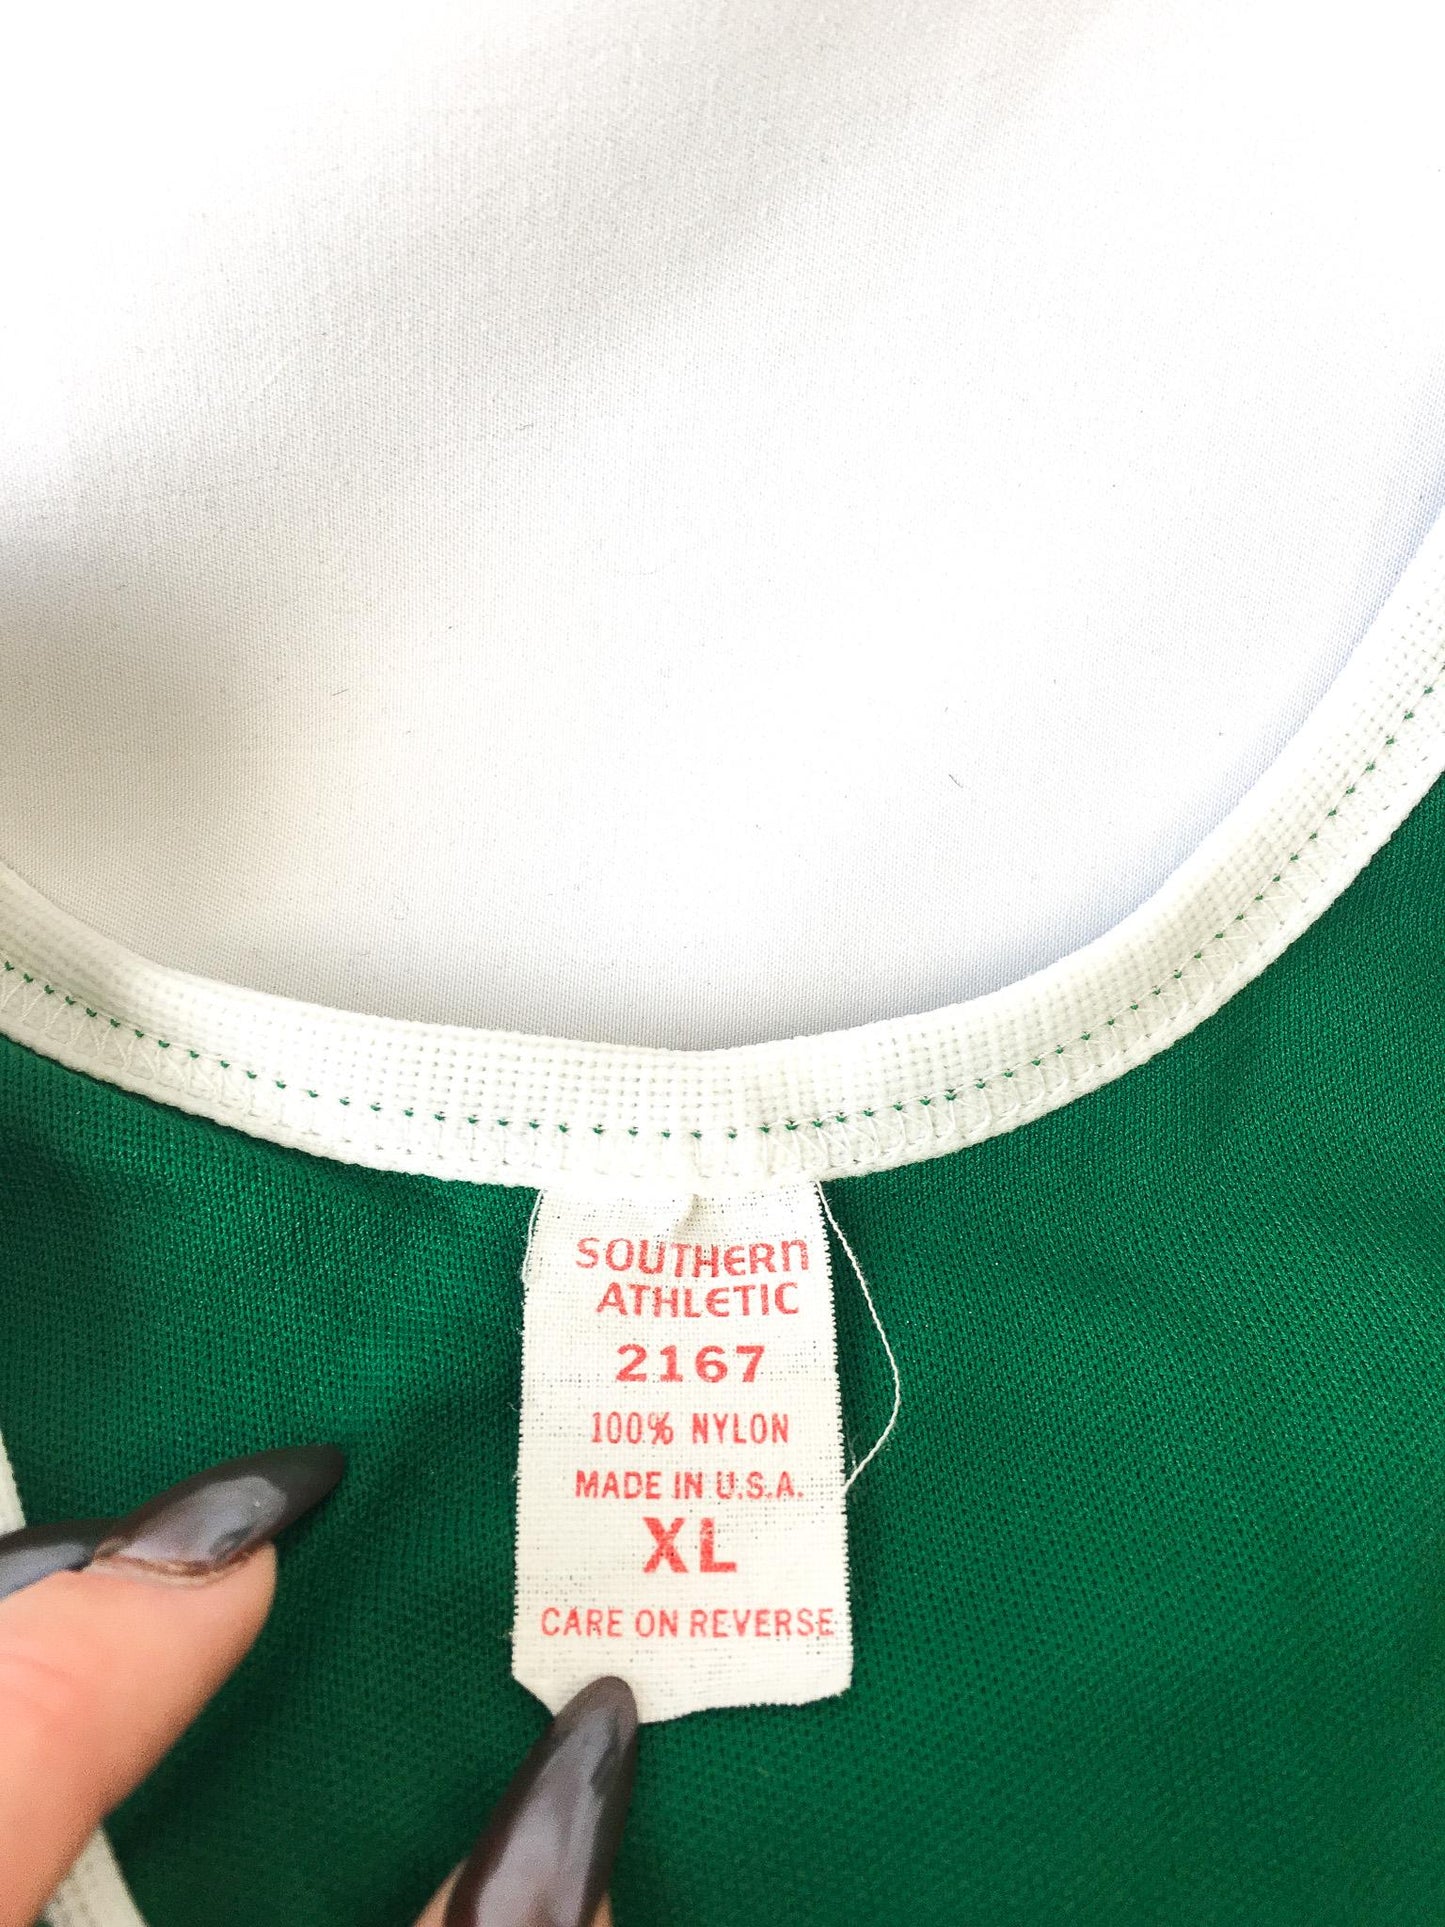 SOUTHERN
ATHLETIC
2167
100% NYLON
MADE IN U.S.A.
XL
CARE ON REVERSE